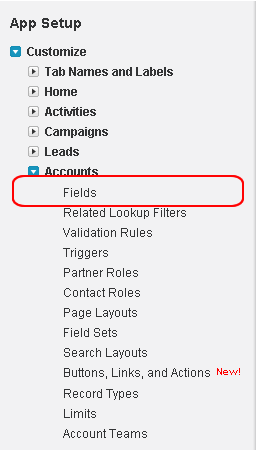 App Setup
Customize
Tab Names and Labels
Home
Activities
Campaigns
Leads
Accounts
Fields
Related Lookup Filters
Validation Rules
Triggers
Partner Roles
Contact Roles
Page Layouts
Field Sets
Search Layouts
Buttons, Links, and Actions New!
Record Types
Limits
Account Teams